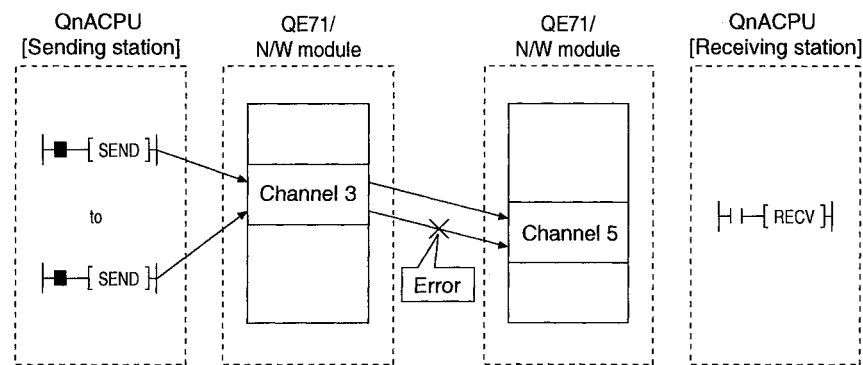 QnACPU
[Sending station]
QE71/
N/W module
QE71/
N/W module
QnACPU
[Receiving station]
SEND
Channel 3
to
Channel 5
RECV
SEND
Error